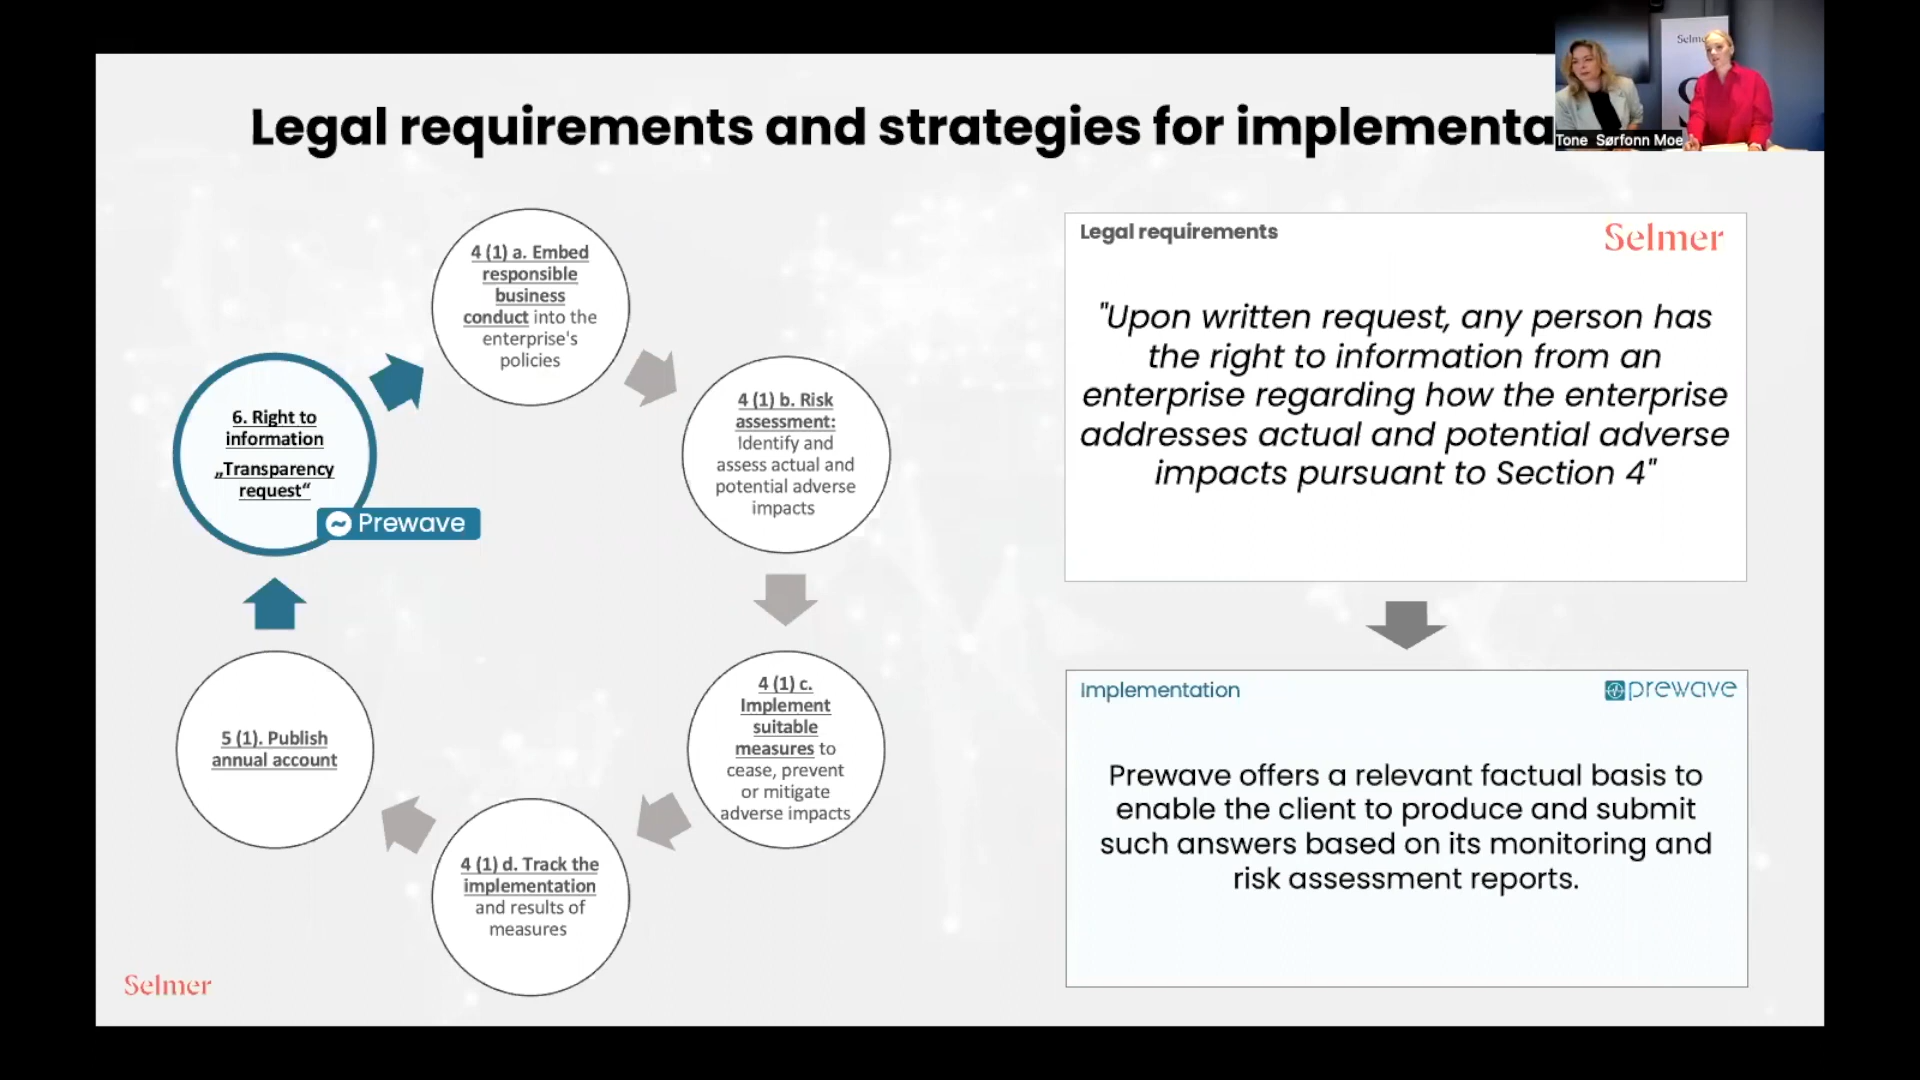 Legal requirements and strategies for implementa
Selme
Tone Sørfonn Moe
4 (1) a. Embed
responsible
business
conduct into the
enterprise's
policies
4 (1) b. Risk
assessment:
Identify and
assess actual and
potential adverse
impacts
4 (1) c.
Implement
suitable
measures to
cease, prevent
or mitigate
adverse impacts
4 (1) d. Track the
implementation
and results of
measures
5 (1). Publish
annual account
6. Right to
information
„Transparency
request“
Prewave
Selmer
Legal requirements
Selmer
"Upon written request, any person has
the right to information from an
enterprise regarding how the enterprise
addresses actual and potential adverse
impacts pursuant to Section 4"
Implementation
prewave
Prewave offers a relevant factual basis to
enable the client to produce and submit
such answers based on its monitoring and
risk assessment reports.